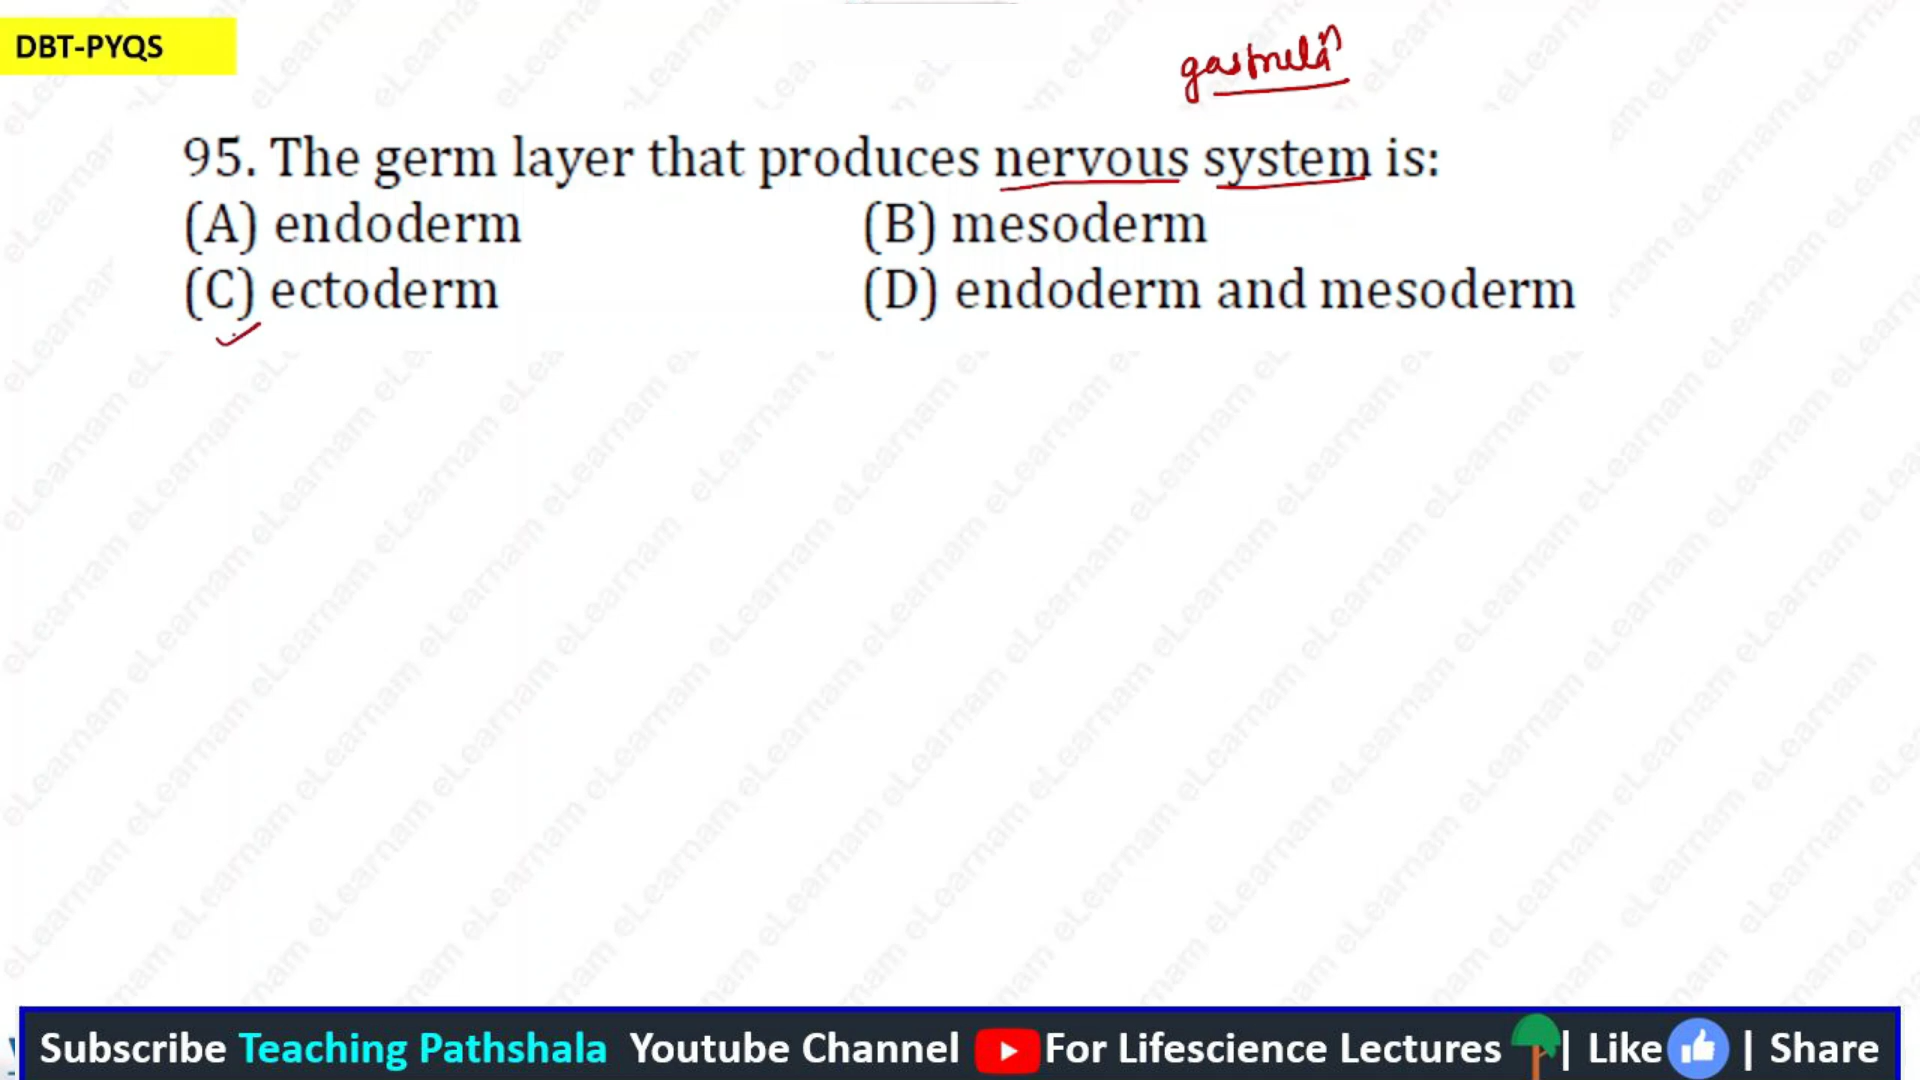 DBT-PYQS
95. The germ layer that produces nervous system is:
(A) endoderm (B) mesoderm
(C) ectoderm (D) endoderm and mesoderm
eLearnam
Subscribe Teaching Pathshala Youtube Channel For Lifescience Lectures | Like | Share